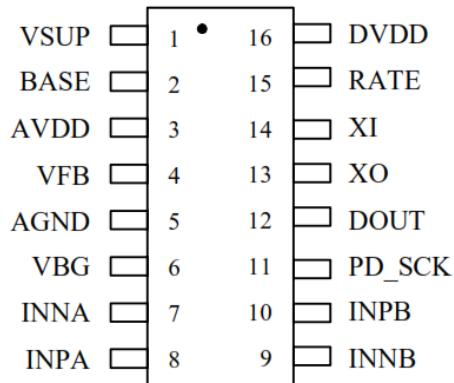 VSUP 1 16 DVDD
BASE 2 15 RATE
AVDD 3 14 XI
VFB 4 13 XO
AGND 5 12 DOUT
VBG 6 11 PD_SCK
INNA 7 10 INPB
INPA 8 9 INNB